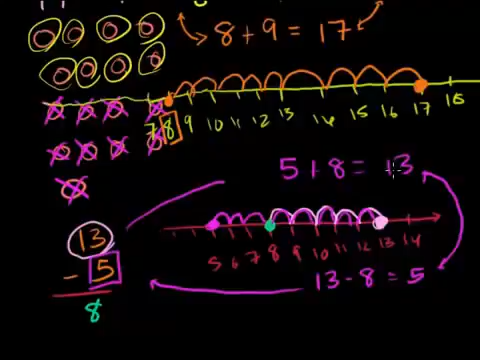 8 + 9 = 17
7 8 9 10 11 12 13 14 15 16 17 18
5 + 8 = 13
13
5 6 7 8 9 10 11 12 13 14
- 5
13 - 8 = 5
8